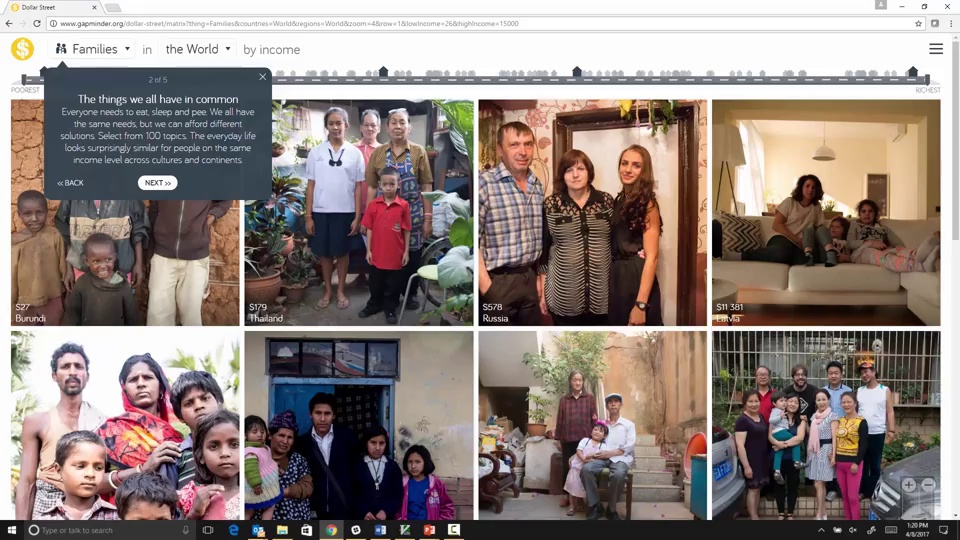 Dollar Street
www.gapminder.org/dollar-street/matrix?thing=Families&countries=World&regions=World&zoom=4&row=1&lowIncome=26&highIncome=15000
$ Families in the World by income
POOREST
RICHEST
2 of 5
The things we all have in common
Everyone needs to eat, sleep and pee. We all have
the same needs, but we can afford different
solutions. Select from 100 topics. The everyday life
looks surprisingly similar for people on the same
income level across cultures and continents.
<< BACK
NEXT >>
$27
Burundi
$179
Thailand
$578
Russia
$11 381
Latvia
Type or talk to search
1:20 PM
4/8/2017